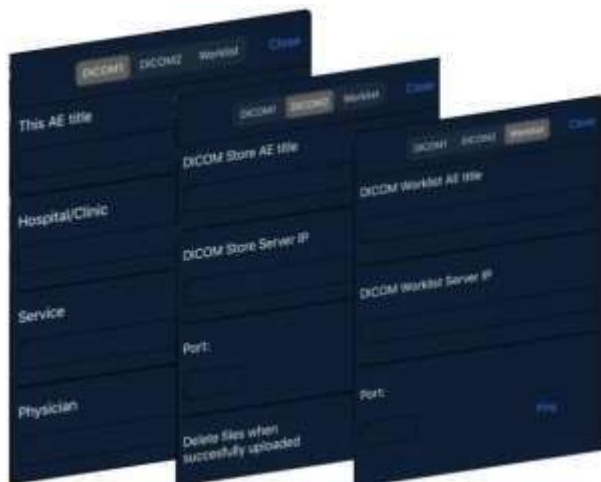 DICOM1 DICOM2 Worklist Close
This AE title
Hospital/Clinic
Service
Physician
DICOM1 DICOM2 Worklist Close
DICOM Store AE title
DICOM Store Server IP
Port:
Delete files when
succesfully uploaded
DICOM1 DICOM2 Worklist Close
DICOM Worklist AE title
DICOM Worklist Server IP
Port:
Ping